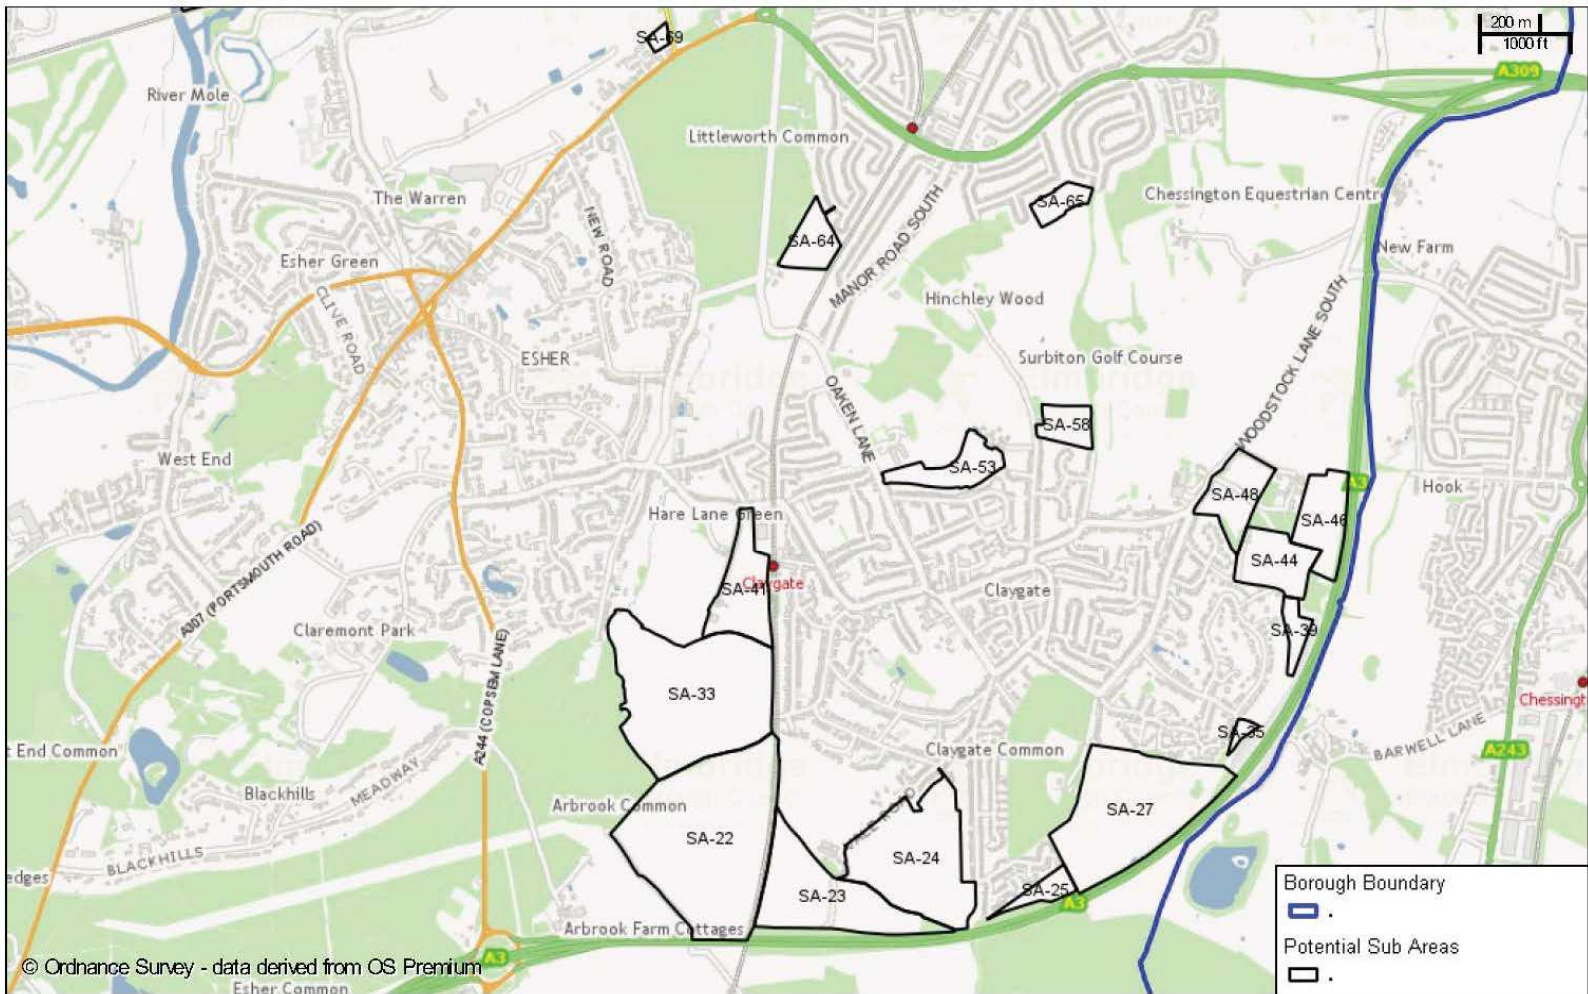 200 m
1000 ft
SA-69
A309
River Mole
Littleworth Common
The Warren
NEW ROAD
MANOR ROAD SOUTH
SA-65
Chessington Equestrian Centre
SA-64
New Farm
Esher Green
CLIVE ROAD
Hinchley Wood
WOODSTOCK LANE SOUTH
ESHER
Surbiton Golf Course
OAKEN LANE
SA-58
West End
SA-53
SA-48
A3
Hook
Hare Lane Green
SA-46
A307 (PORTSMOUTH ROAD)
SA-44
SA-41
Claygate
Claygate
Claremont Park
SA-39
A244 (COPSEM LANE)
SA-33
Chessingt
SA-35
BARWELL LANE
t End Common
Claygate Common
A243
MEADWAY
Blackhills
Arbrook Common
SA-27
SA-22
BLACKHILLS
SA-24
edges
SA-25
SA-23
A3
Borough Boundary
.
Arbrook Farm Cottages
Potential Sub Areas
.
A3
© Ordnance Survey - data derived from OS Premium
Esher Common